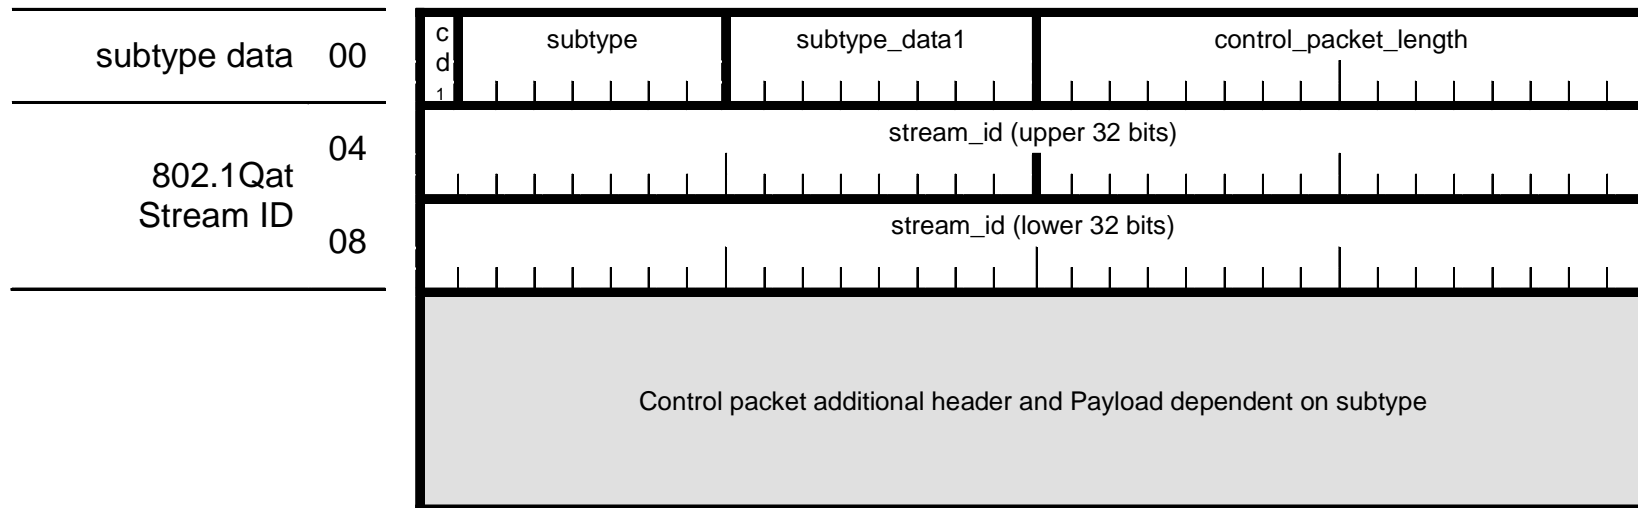 subtype data 00
c
d
1
subtype
subtype_data1
control_packet_length
802.1Qat
Stream ID
04
08
stream_id (upper 32 bits)
stream_id (lower 32 bits)
Control packet additional header and Payload dependent on subtype